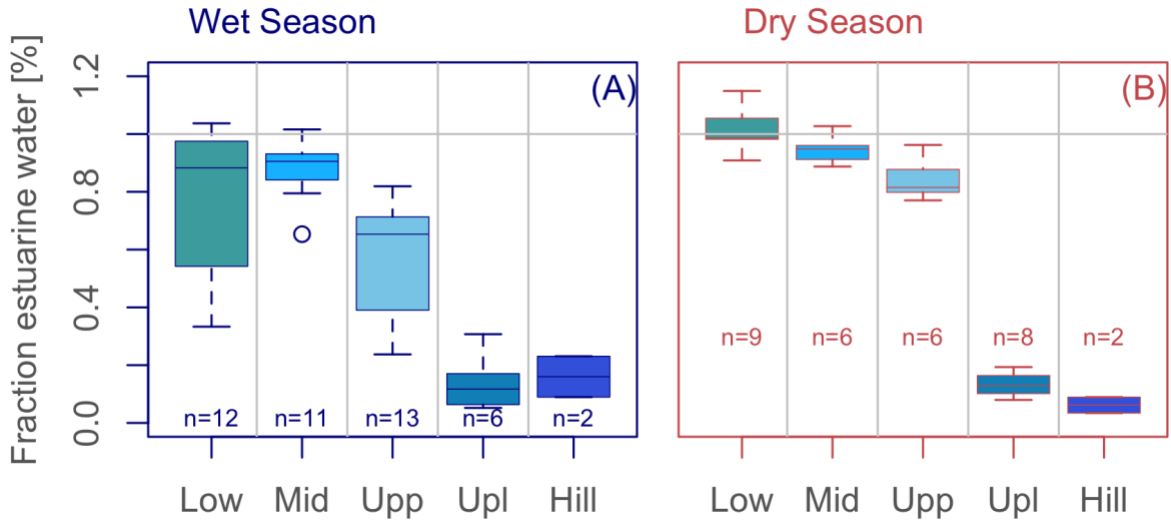 Wet Season
Dry Season
Fraction estuarine water [%]
1.2
0.8
0.4
0.0
(A)
(B)
n=12 n=11 n=13 n=6 n=2
n=9 n=6 n=6 n=8 n=2
Low Mid Upp Upl Hill
Low Mid Upp Upl Hill